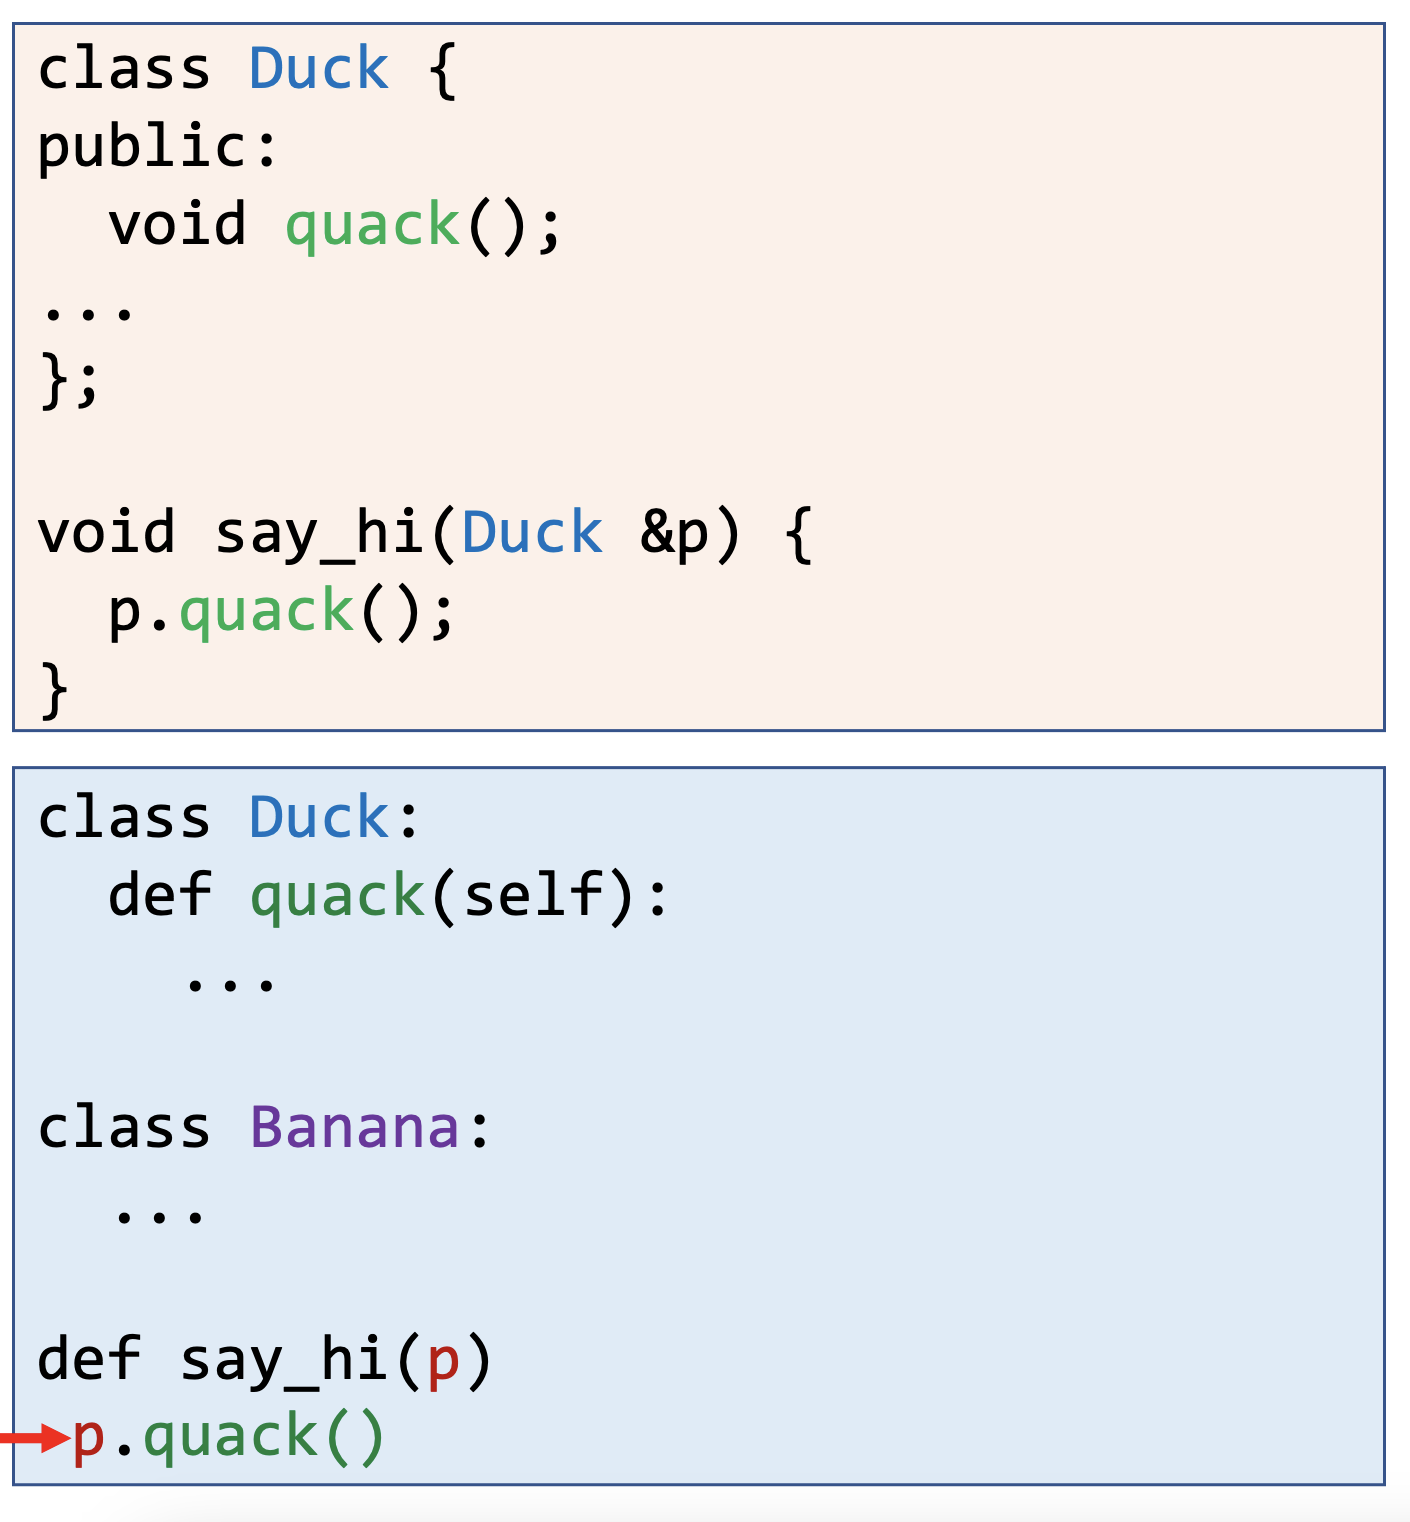 class Duck {
public:
  void quack();
...
};
void say_hi(Duck &p) {
  p.quack();
}
class Duck:
  def quack(self):
    ...
class Banana:
  ...
def say_hi(p)
 p.quack()